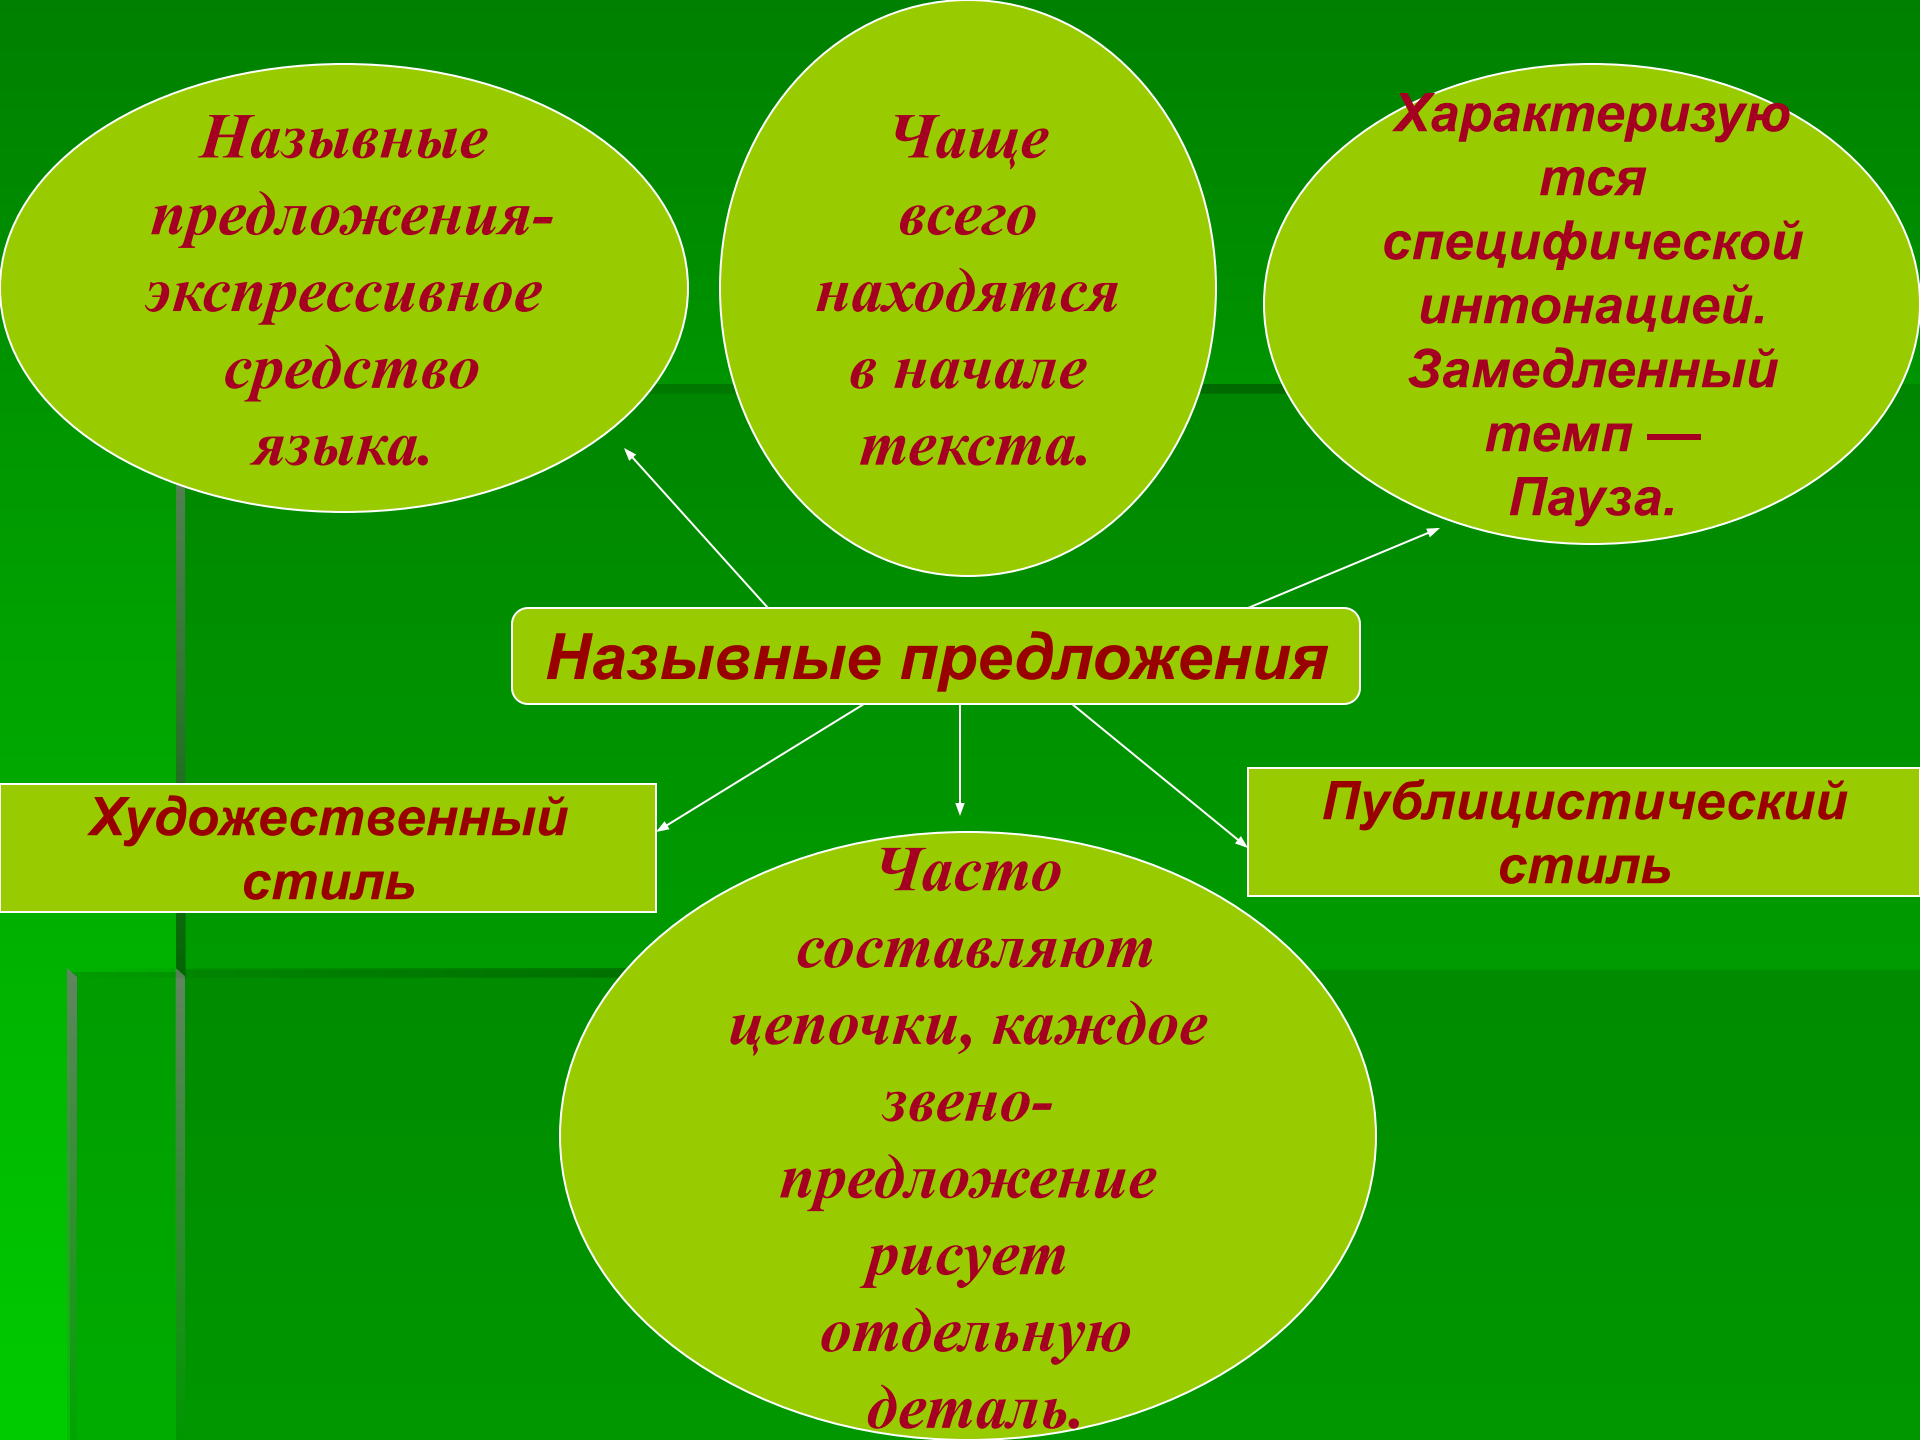 Назывные
предложения-
экспрессивное
средство
языка.
Чаще
всего
находятся
в начале
текста.
Характеризую
тся
специфической
интонацией.
Замедленный
темп —
Пауза.
Назывные предложения
Художественный
стиль
Часто
составляют
цепочки, каждое
звено-
предложение
рисует
отдельную
деталь.
Публицистический
стиль